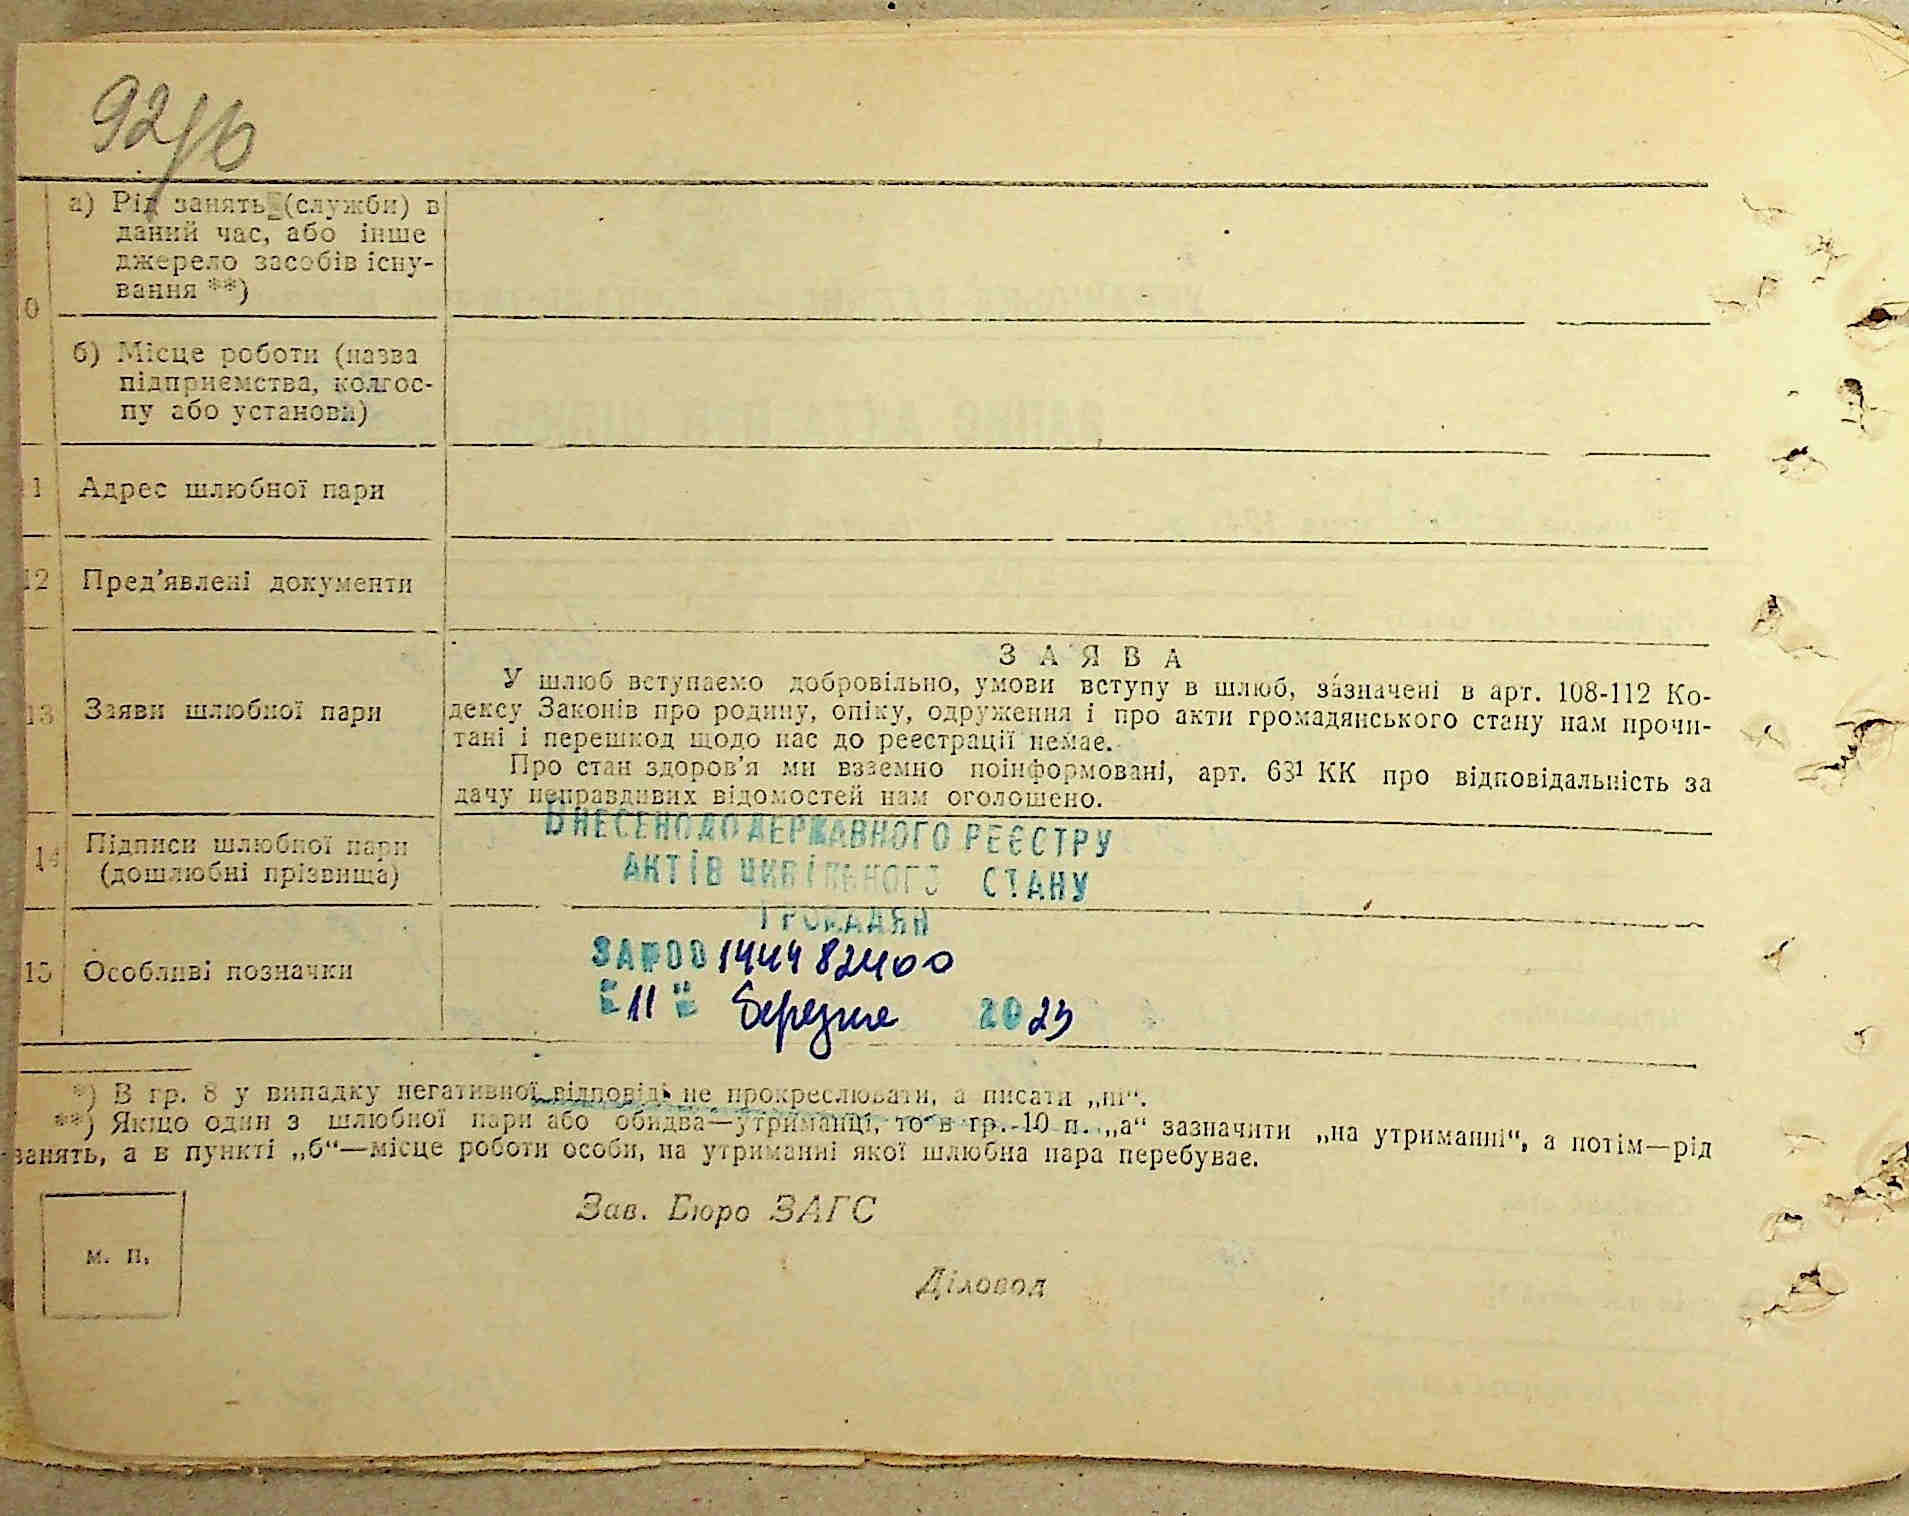 92
а) Рід занять (служби) в
даний час, або інше
джерело засобів існу-
вання **)
0
б) Місце роботи (назва
підприємства, колгос-
пу або установи)
11 Адрес шлюбної пари
12 Пред’явлені документи
ЗАЯВА
У шлюб вступаємо добровільно, умови вступу в шлюб, зазначені в арт. 108-112 Ко-
13 Заяви шлюбної пари
дексу Законів про родину, опіку, одруження і про акти громадянського стану нам прочи-
тані і перешкод щодо нас до реєстрації немає.
Про стан здоров’я ми взаємно поінформовані, арт. 63¹ КК про відповідальність за
дачу неправдивих відомостей нам оголошено.
14 Підписи шлюбної пари
(дошлюбні прізвища)
ВНЕСЕНО ДО ДЕРЖАВНОГО РЕЄСТРУ
АКТІВ ЦИВІЛЬНОГО СТАНУ
ГРОМАДЯН
15 Особливі позначки
ЗА №00144482400
"11" березня 2023
*) В гр. 8 у випадку негативної відповіді не прокреслювати, а писати „ні“.
**) Якщо один з шлюбної пари або обидва—утриманці, то в гр. 10 п. „а“ зазначити „на утриманні“, а потім—рід
занять, а в пункті „б“—місце роботи особи, на утриманні якої шлюбна пара перебуває.
Зав. Бюро ЗАГС
м. п.
Діловод